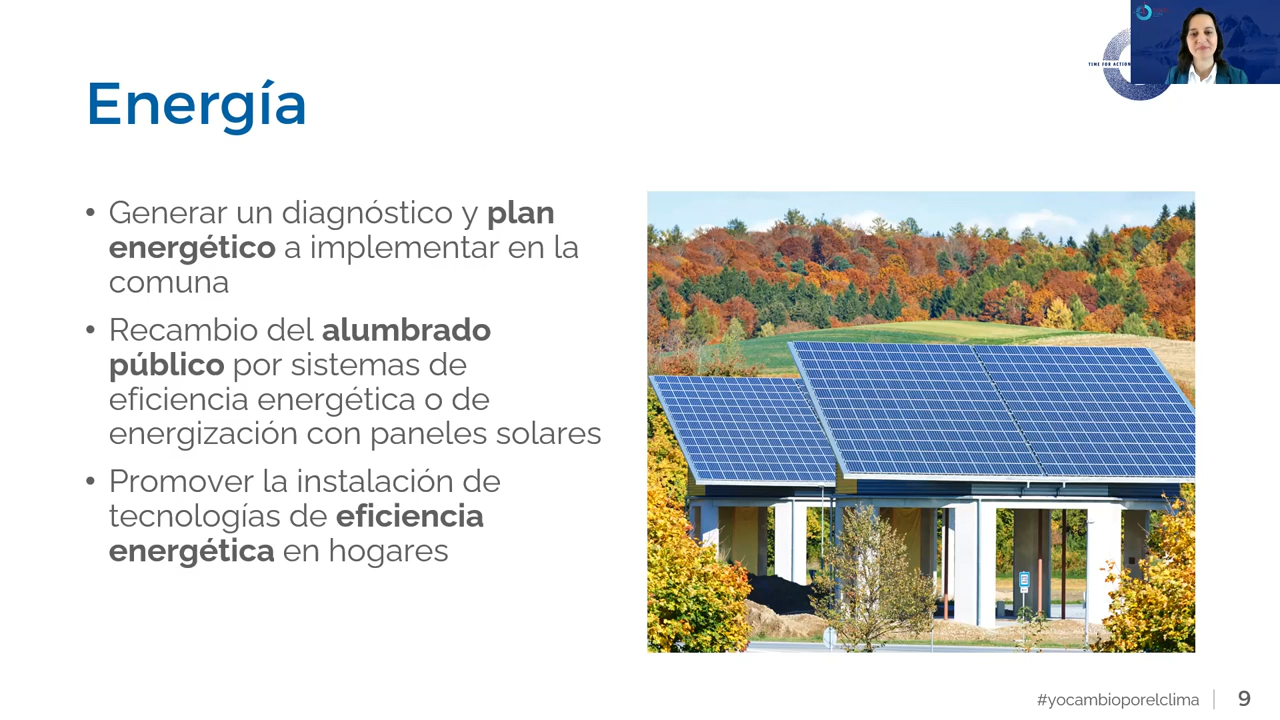 TIME FOR ACTION
Energía
• Generar un diagnóstico y plan
energético a implementar en la
comuna
• Recambio del alumbrado
público por sistemas de
eficiencia energética o de
energización con paneles solares
• Promover la instalación de
tecnologías de eficiencia
energética en hogares
#yocambioporelclima
9